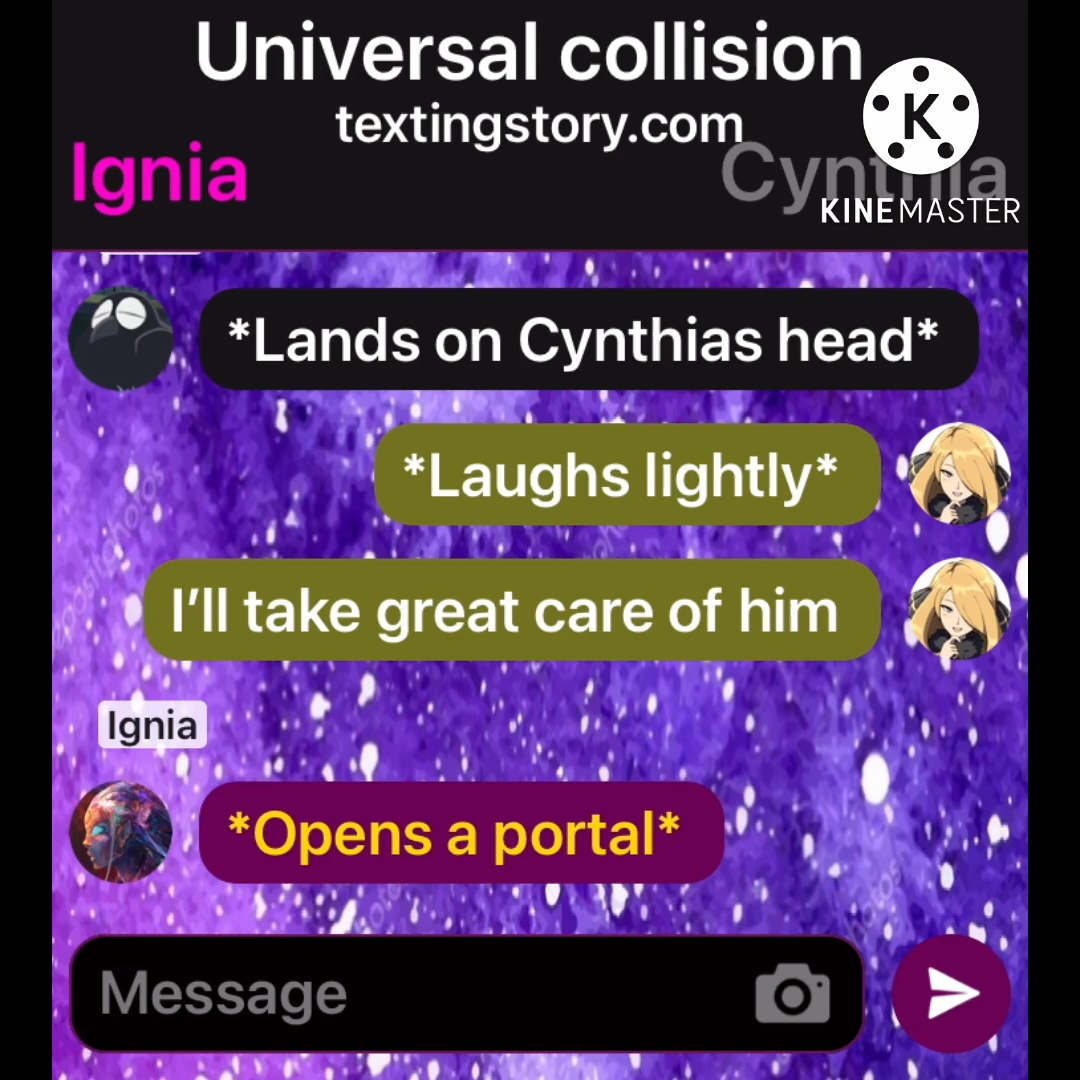 Universal collision
textingstory.com
Ignia
Cynthia
K
KINEMASTER
*Lands on Cynthias head*
*Laughs lightly*
I’ll take great care of him
Ignia
*Opens a portal*
Message